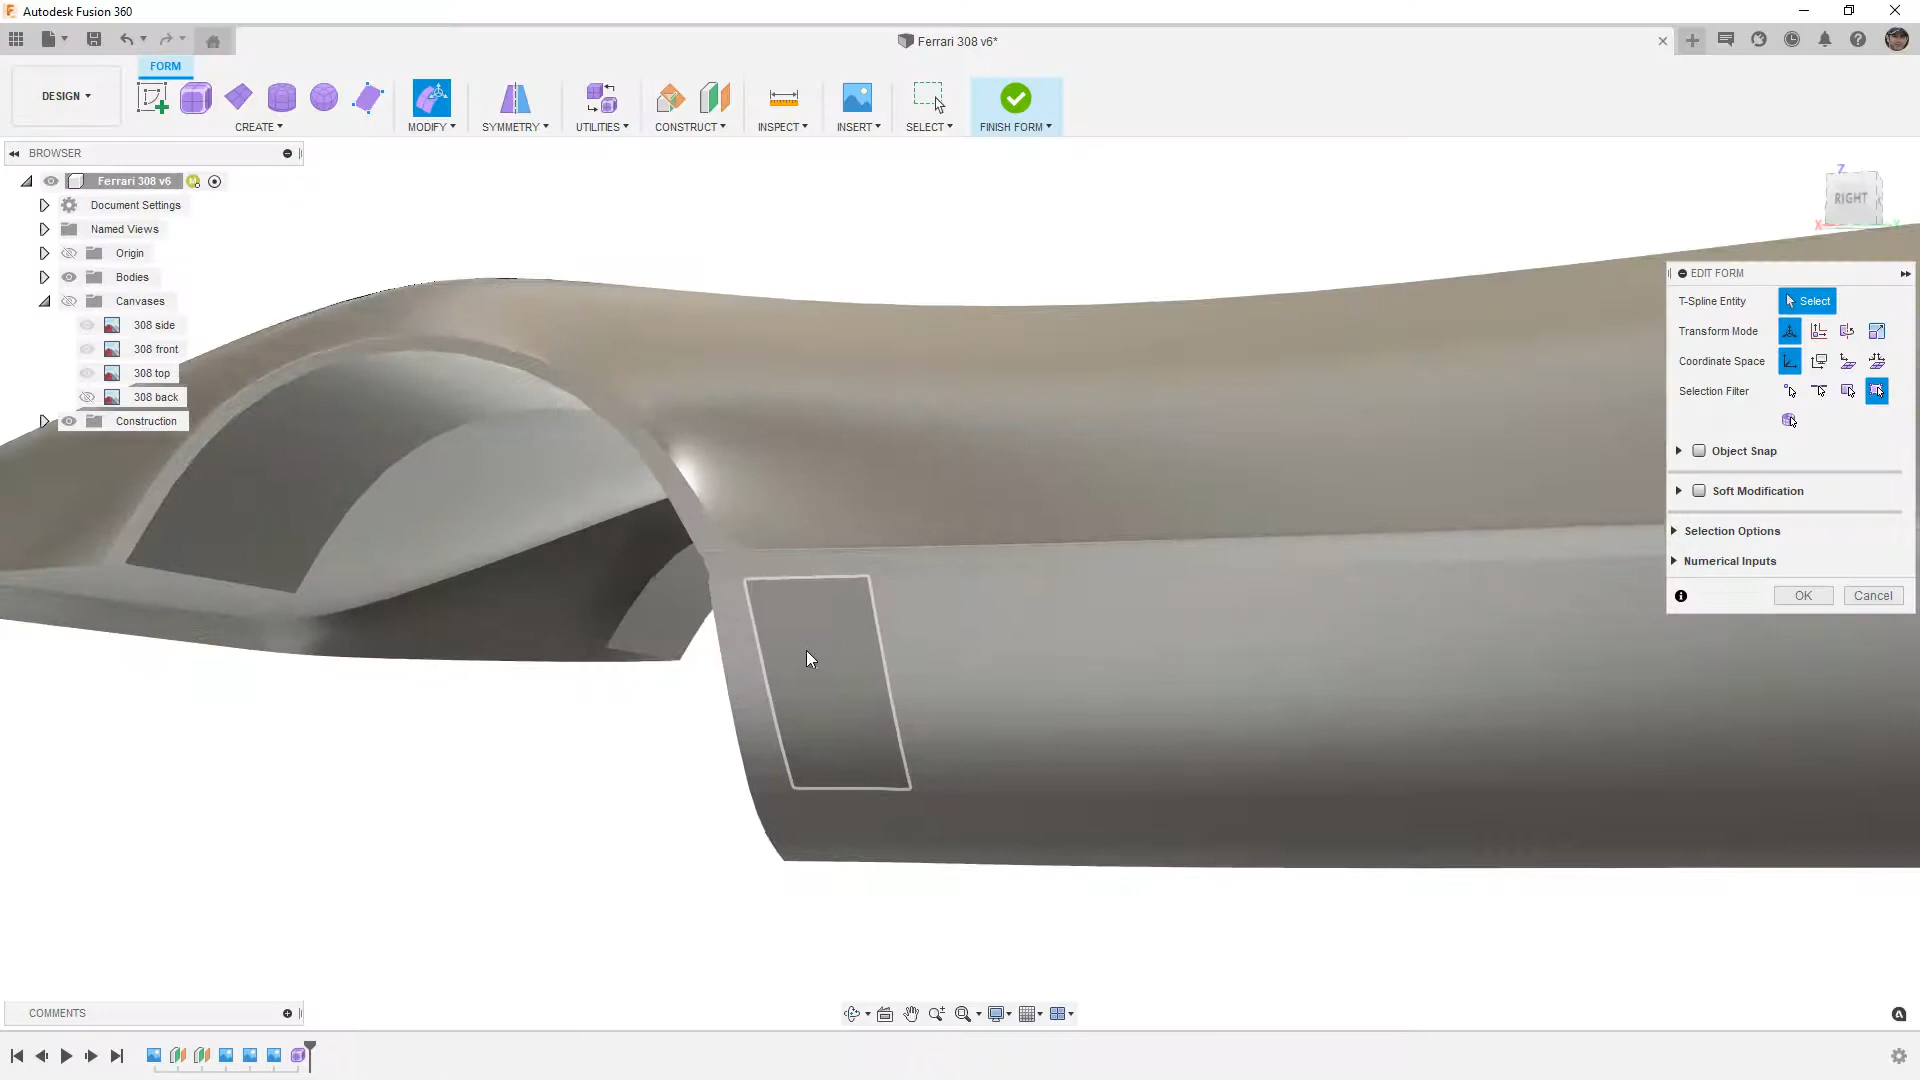 Autodesk Fusion 360
Ferrari 308 v6*
FORM
DESIGN
CREATE
MODIFY
SYMMETRY
UTILITIES
CONSTRUCT
INSPECT
INSERT
SELECT
FINISH FORM
BROWSER
Ferrari 308 v6
Document Settings
Named Views
Origin
Bodies
Canvases
308 side
308 front
308 top
308 back
Construction
Z
RIGHT
X
EDIT FORM
T-Spline Entity
Select
Transform Mode
Coordinate Space
Selection Filter
Object Snap
Soft Modification
Selection Options
Numerical Inputs
OK
Cancel
COMMENTS